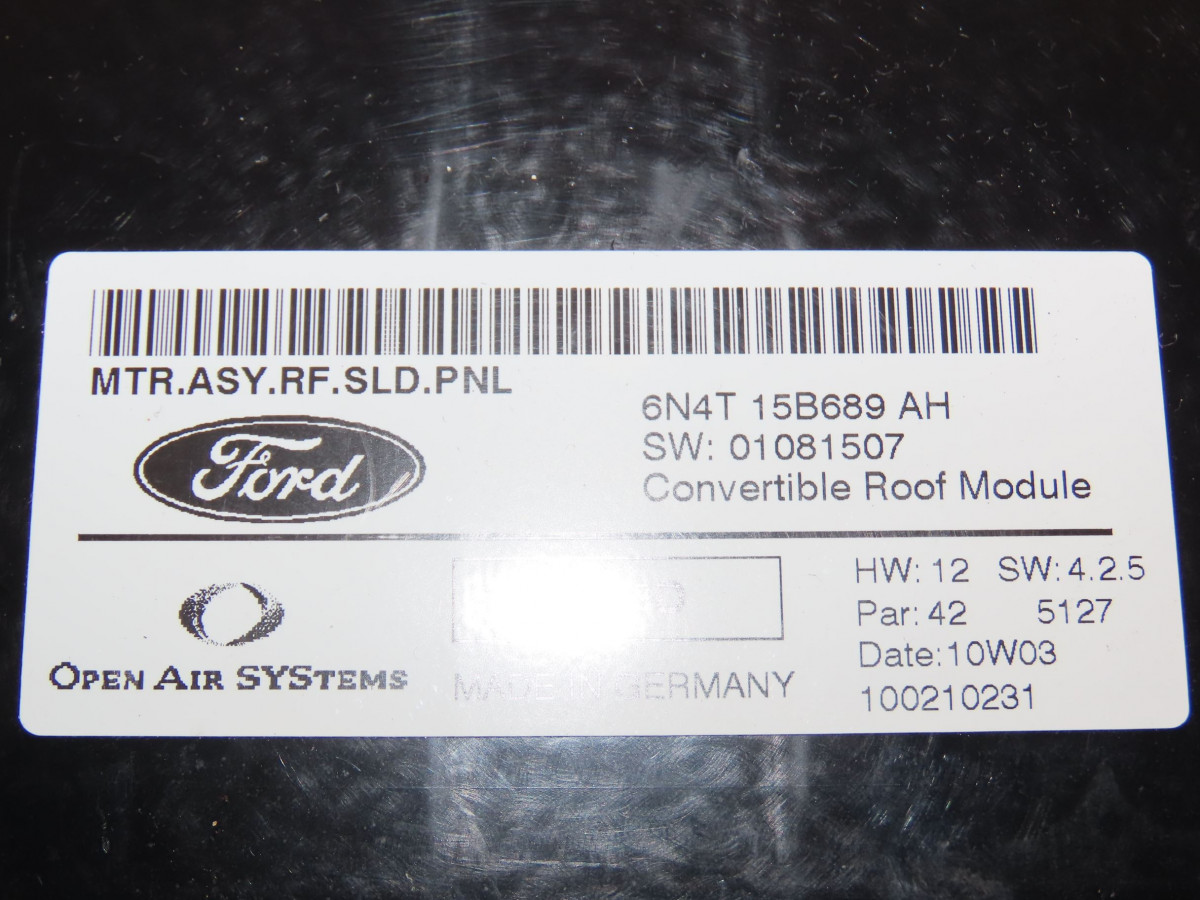 MTR.ASY.RF.SLD.PNL
6N4T 15B689 AH
SW: 01081507
Convertible Roof Module
Ford
HW: 12 SW: 4.2.5
Par: 42 5127
Date: 10W03
100210231
OPEN AIR SYSTEMS
MADE IN GERMANY